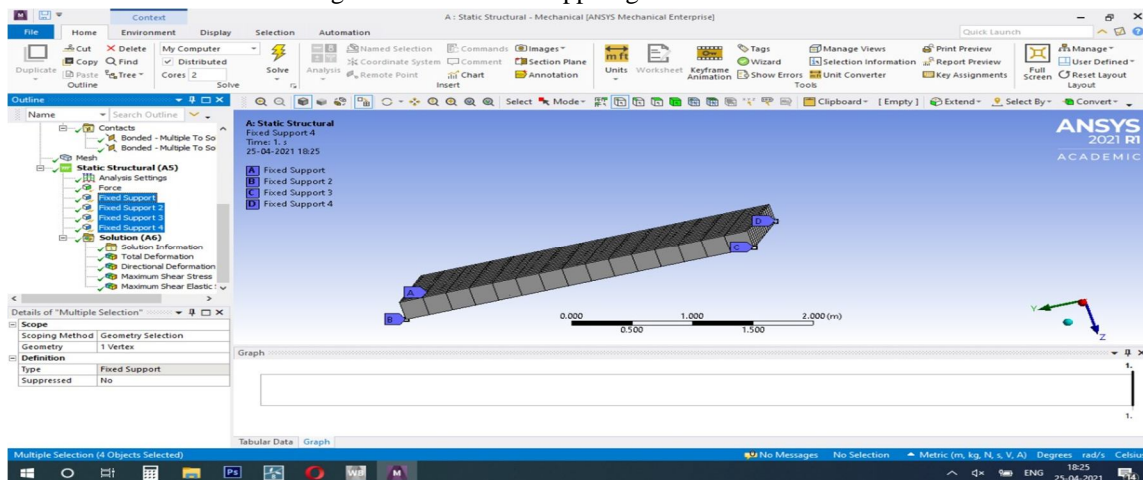 Context
A : Static Structural - Mechanical [ANSYS Mechanical Enterprise]
File Home Environment Display Selection Automation Quick Launch
Duplicate
Cut
Copy
Paste
Delete
Find
Tree
Outline
My Computer
Distributed
Cores 2
Solve
Solve
Analysis
Named Selection
Coordinate System
Remote Point
Commands
Comment
Chart
Images
Section Plane
Annotation
Insert
Units
Worksheet
Keyframe Animation
Tags
Wizard
Show Errors
Manage Views
Selection Information
Unit Converter
Print Preview
Report Preview
Key Assignments
Tools
Full Screen
Manage
User Defined
Reset Layout
Layout
Outline
Select Mode Clipboard [ Empty ] Extend Select By Convert
Name Search Outline
Contacts
Bonded - Multiple To So
Bonded - Multiple To So
Mesh
Static Structural (A5)
Analysis Settings
Force
Fixed Support
Fixed Support 2
Fixed Support 3
Fixed Support 4
Solution (A6)
Solution Information
Total Deformation
Directional Deformation
Maximum Shear Stress
Maximum Shear Elastic
Details of "Multiple Selection"
Scope
Scoping Method Geometry Selection
Geometry 1 Vertex
Definition
Type Fixed Support
Suppressed No
A: Static Structural
Fixed Support 4
Time: 1. s
25-04-2021 18:25
A Fixed Support
B Fixed Support 2
C Fixed Support 3
D Fixed Support 4
ANSYS
2021 R1
ACADEMIC
A
B
C
D
0.000 1.000 2.000 (m)
0.500 1.500
Y
Z
Graph
1.
1.
Tabular Data Graph
Multiple Selection (4 Objects Selected) No Messages No Selection Metric (m, kg, N, s, V, A) Degrees rad/s Celsiu
Ps WB M ENG 18:25
25-04-2021